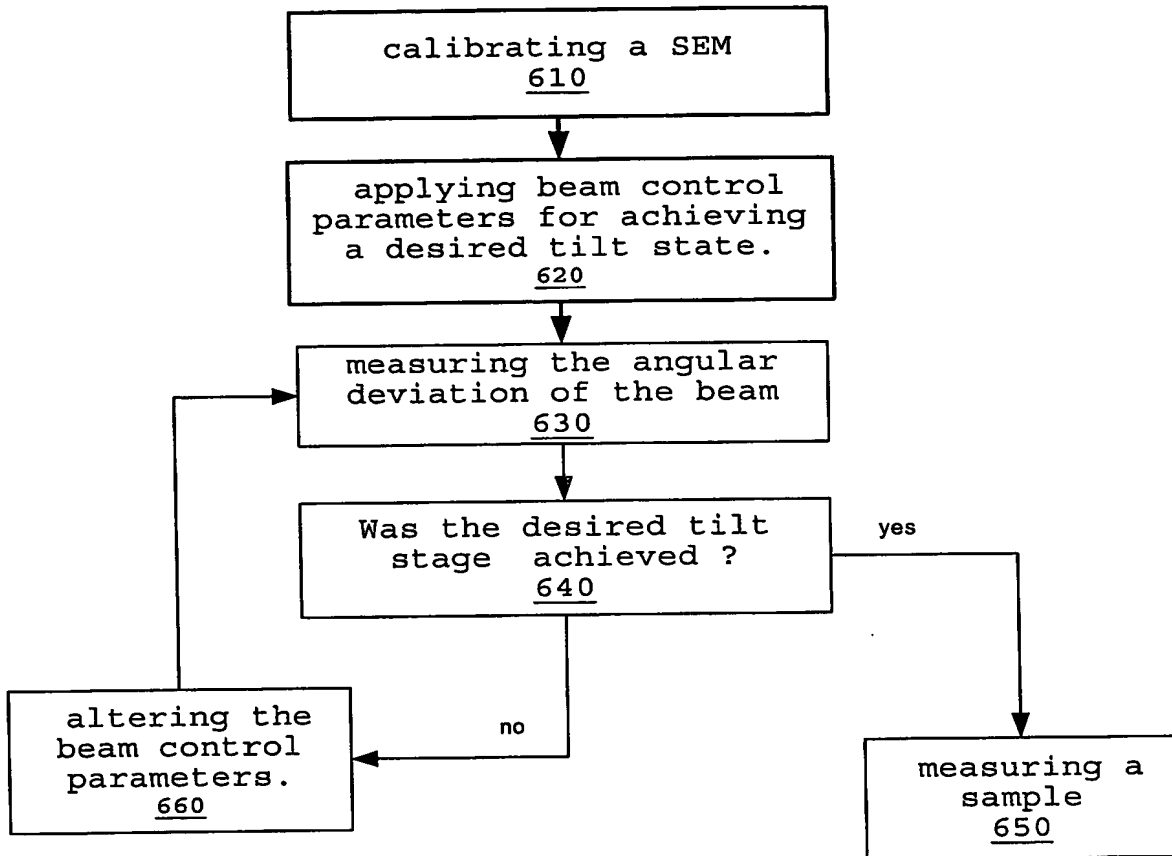 calibrating a SEM
610
applying beam control
parameters for achieving
a desired tilt state.
620
measuring the angular
deviation of the beam
630
Was the desired tilt
stage achieved ?
640
yes
no
altering the
beam control
parameters.
660
measuring a
sample
650